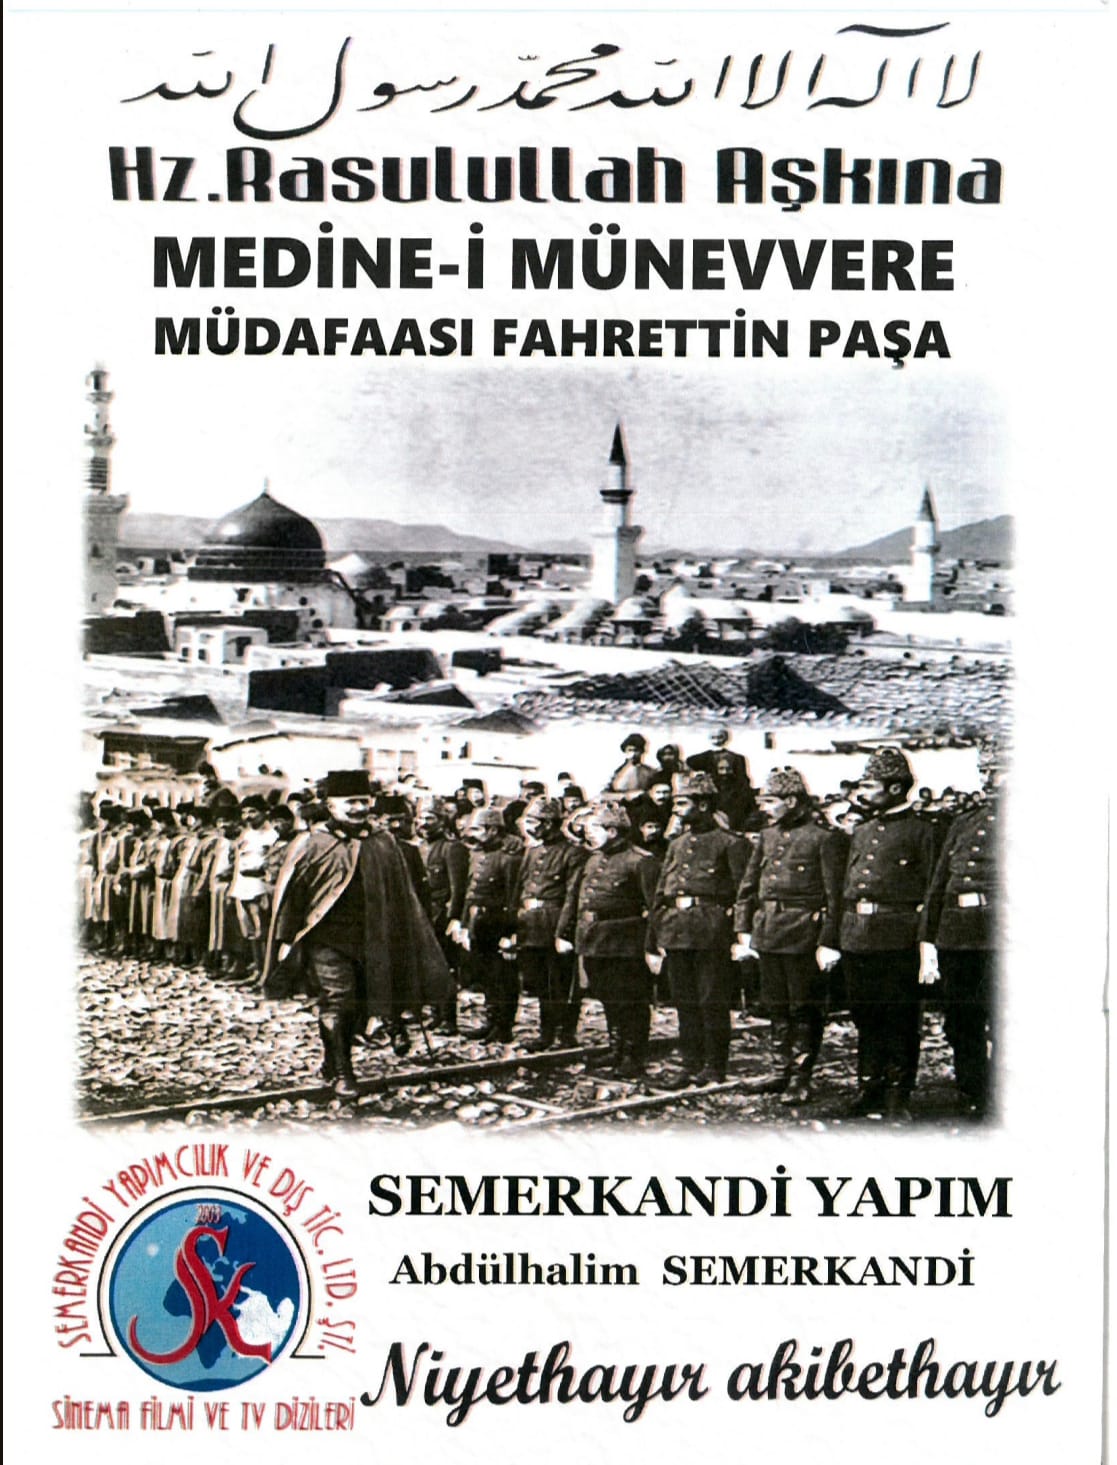 لا اله الا الله محمد رسول الله
Hz.Rasulullah Aşkına
MEDİNE-İ MÜNEVVERE
MÜDAFAASI FAHRETTİN PAŞA
SEMERKANDİ YAPIMCILIK VE DIŞ TİC. LTD. ŞTİ.
2003
SK
SİNEMA FİLMİ VE TV DİZİLERİ
SEMERKANDİ YAPIM
Abdülhalim SEMERKANDİ
Niyethayır akibethayır